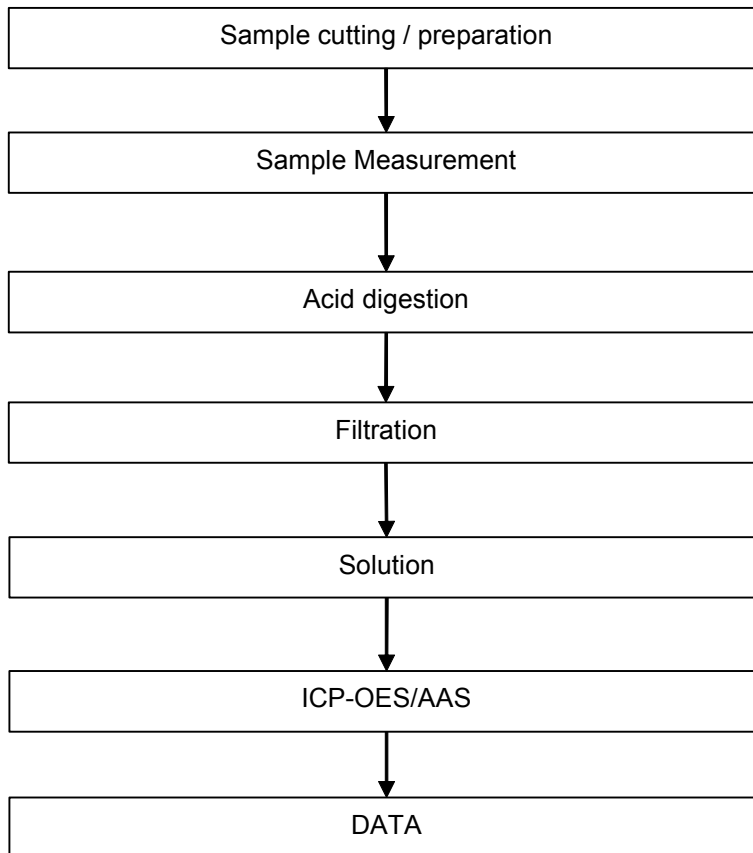 Sample cutting / preparation
Sample Measurement
Acid digestion
Filtration
Solution
ICP-OES/AAS
DATA